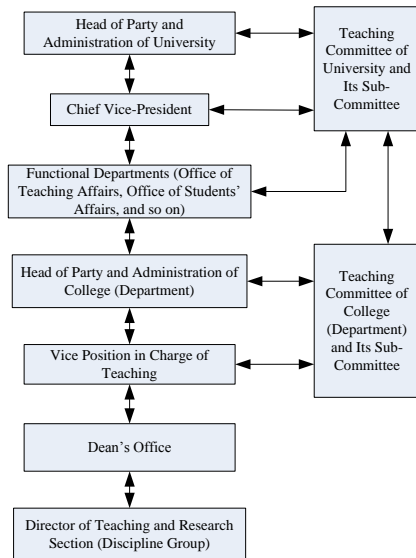 Head of Party and
Administration of University
Teaching
Committee of
University and
Its Sub-
Committee
Chief Vice-President
Functional Departments (Office of
Teaching Affairs, Office of Students'
Affairs, and so on)
Head of Party and Administration of
College (Department)
Teaching
Committee of
College
(Department)
and Its Sub-
Committee
Vice Position in Charge of
Teaching
Dean's Office
Director of Teaching and Research
Section (Discipline Group)